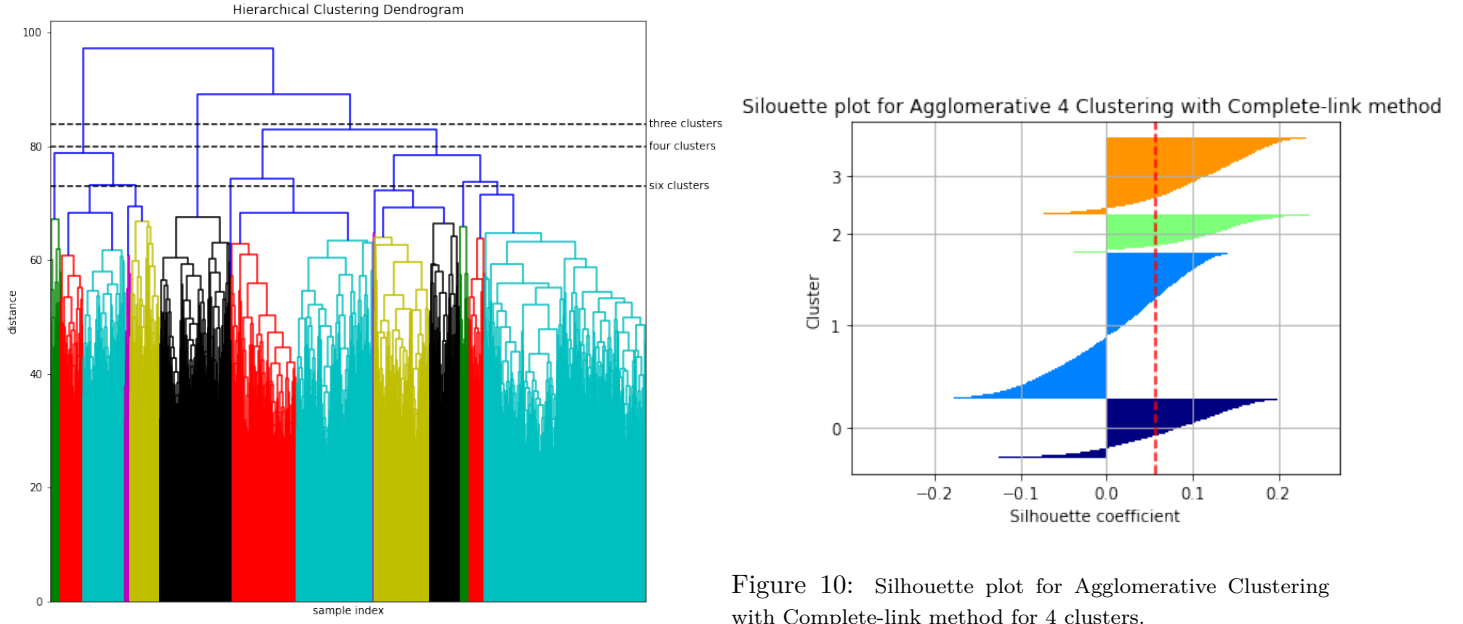 Hierarchical Clustering Dendrogram
100
80
60
40
20
0
distance
three clusters
four clusters
six clusters
sample index
Silouette plot for Agglomerative 4 Clustering with Complete-link method
3
2
1
0
Cluster
−0.2 −0.1 0.0 0.1 0.2
Silhouette coefficient
Figure 10: Silhouette plot for Agglomerative Clustering
with Complete-link method for 4 clusters.